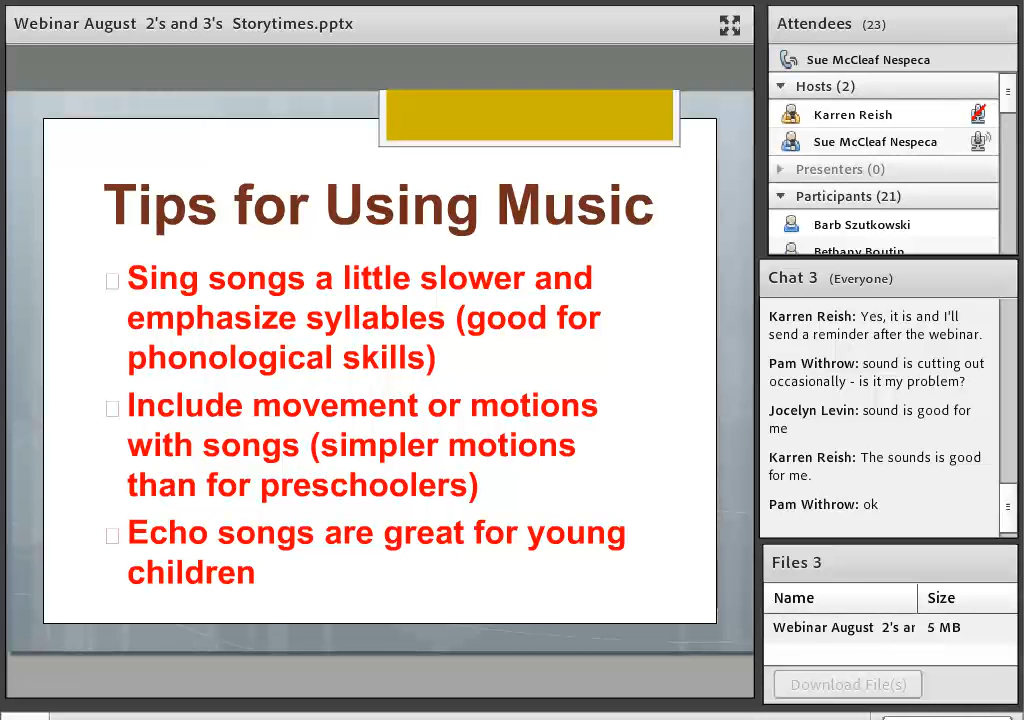 Webinar August  2's and 3's  Storytimes.pptx
Tips for Using Music
Sing songs a little slower and
emphasize syllables (good for
phonological skills)
Include movement or motions
with songs (simpler motions
than for preschoolers)
Echo songs are great for young
children
Attendees (23)
Sue McCleaf Nespeca
Hosts (2)
Karren Reish
Sue McCleaf Nespeca
Presenters (0)
Participants (21)
Barb Szutkowski
Bethany Boutin
Chat 3 (Everyone)
Karren Reish: Yes, it is and I'll
send a reminder after the webinar.
Pam Withrow: sound is cutting out
occasionally - is it my problem?
Jocelyn Levin: sound is good for
me
Karren Reish: The sounds is good
for me.
Pam Withrow: ok
Files 3
Name Size
Webinar August  2's ar 5 MB
Download File(s)